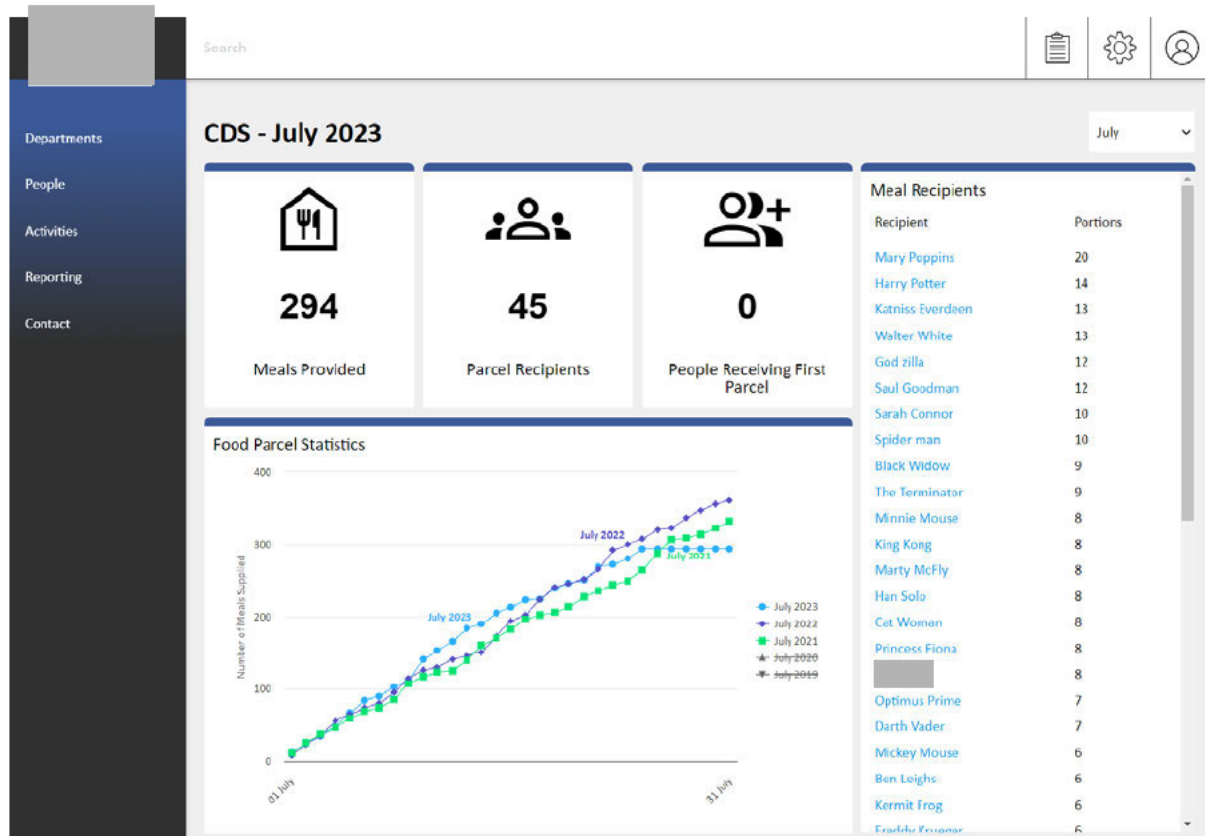 Search
Departments
People
Activities
Reporting
Contact
CDS - July 2023
July
294
Meals Provided
45
Parcel Recipients
0
People Receiving First
Parcel
Food Parcel Statistics
400
300
200
100
0
Number of Meals Supplied
July 2022
July 2021
July 2023
01 July
31 July
July 2023
July 2022
July 2021
July 2020
July 2019
Meal Recipients
Recipient Portions
Mary Poppins 20
Harry Potter 14
Katniss Everdeen 13
Walter White 13
God zilla 12
Saul Goodman 12
Sarah Connor 10
Spider man 10
Black Widow 9
The Terminator 9
Minnie Mouse 8
King Kong 8
Marty McFly 8
Han Solo 8
Cat Woman 8
Princess Fiona 8
8
Optimus Prime 7
Darth Vader 7
Mickey Mouse 6
Ben Leighs 6
Kermit Frog 6
Freddy Krueger 6